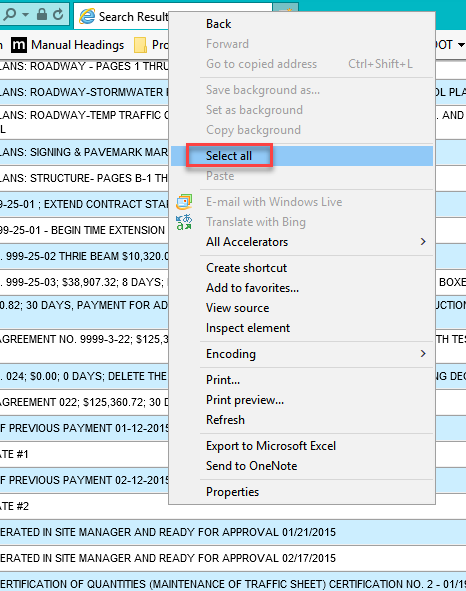 Search Result
m Manual Headings
Pro
DOT
Back
Forward
Go to copied address Ctrl+Shift+L
Save background as...
Set as background
Copy background
Select all
Paste
E-mail with Windows Live
Translate with Bing
All Accelerators
Create shortcut
Add to favorites...
View source
Inspect element
Encoding
Print...
Print preview...
Refresh
Export to Microsoft Excel
Send to OneNote
Properties
LANS: ROADWAY - PAGES 1 THRU
LANS: ROADWAY-STORMWATER OL PLA
LANS: ROADWAY-TEMP TRAFFIC C . AND
L
LANS: SIGNING & PAVEMARK MAR
LANS: STRUCTURE- PAGES B-1 TH
9-25-01 ; EXTEND CONTRACT STA
9-25-01 - BEGIN TIME EXTENSION
. 999-25-02 THRIE BEAM $10,320.0
. 999-25-03; $38,907.32; 8 DAYS; BOXE
0.82; 30 DAYS, PAYMENT FOR AD UCTION
AGREEMENT NO. 9999-3-22; $125,3 TH TES
. 024; $0.00; 0 DAYS; DELETE THE NG DEC
AGREEMENT 022; $125,360.72; 30 D
F PREVIOUS PAYMENT 01-12-2015
ATE #1
F PREVIOUS PAYMENT 02-12-2015
ATE #2
ERATED IN SITE MANAGER AND READY FOR APPROVAL 01/21/2015
ERATED IN SITE MANAGER AND READY FOR APPROVAL 02/17/2015
ERTIFICATION OF QUANTITIES (MAINTENANCE OF TRAFFIC SHEET) CERTIFICATION NO. 2 - 01/19